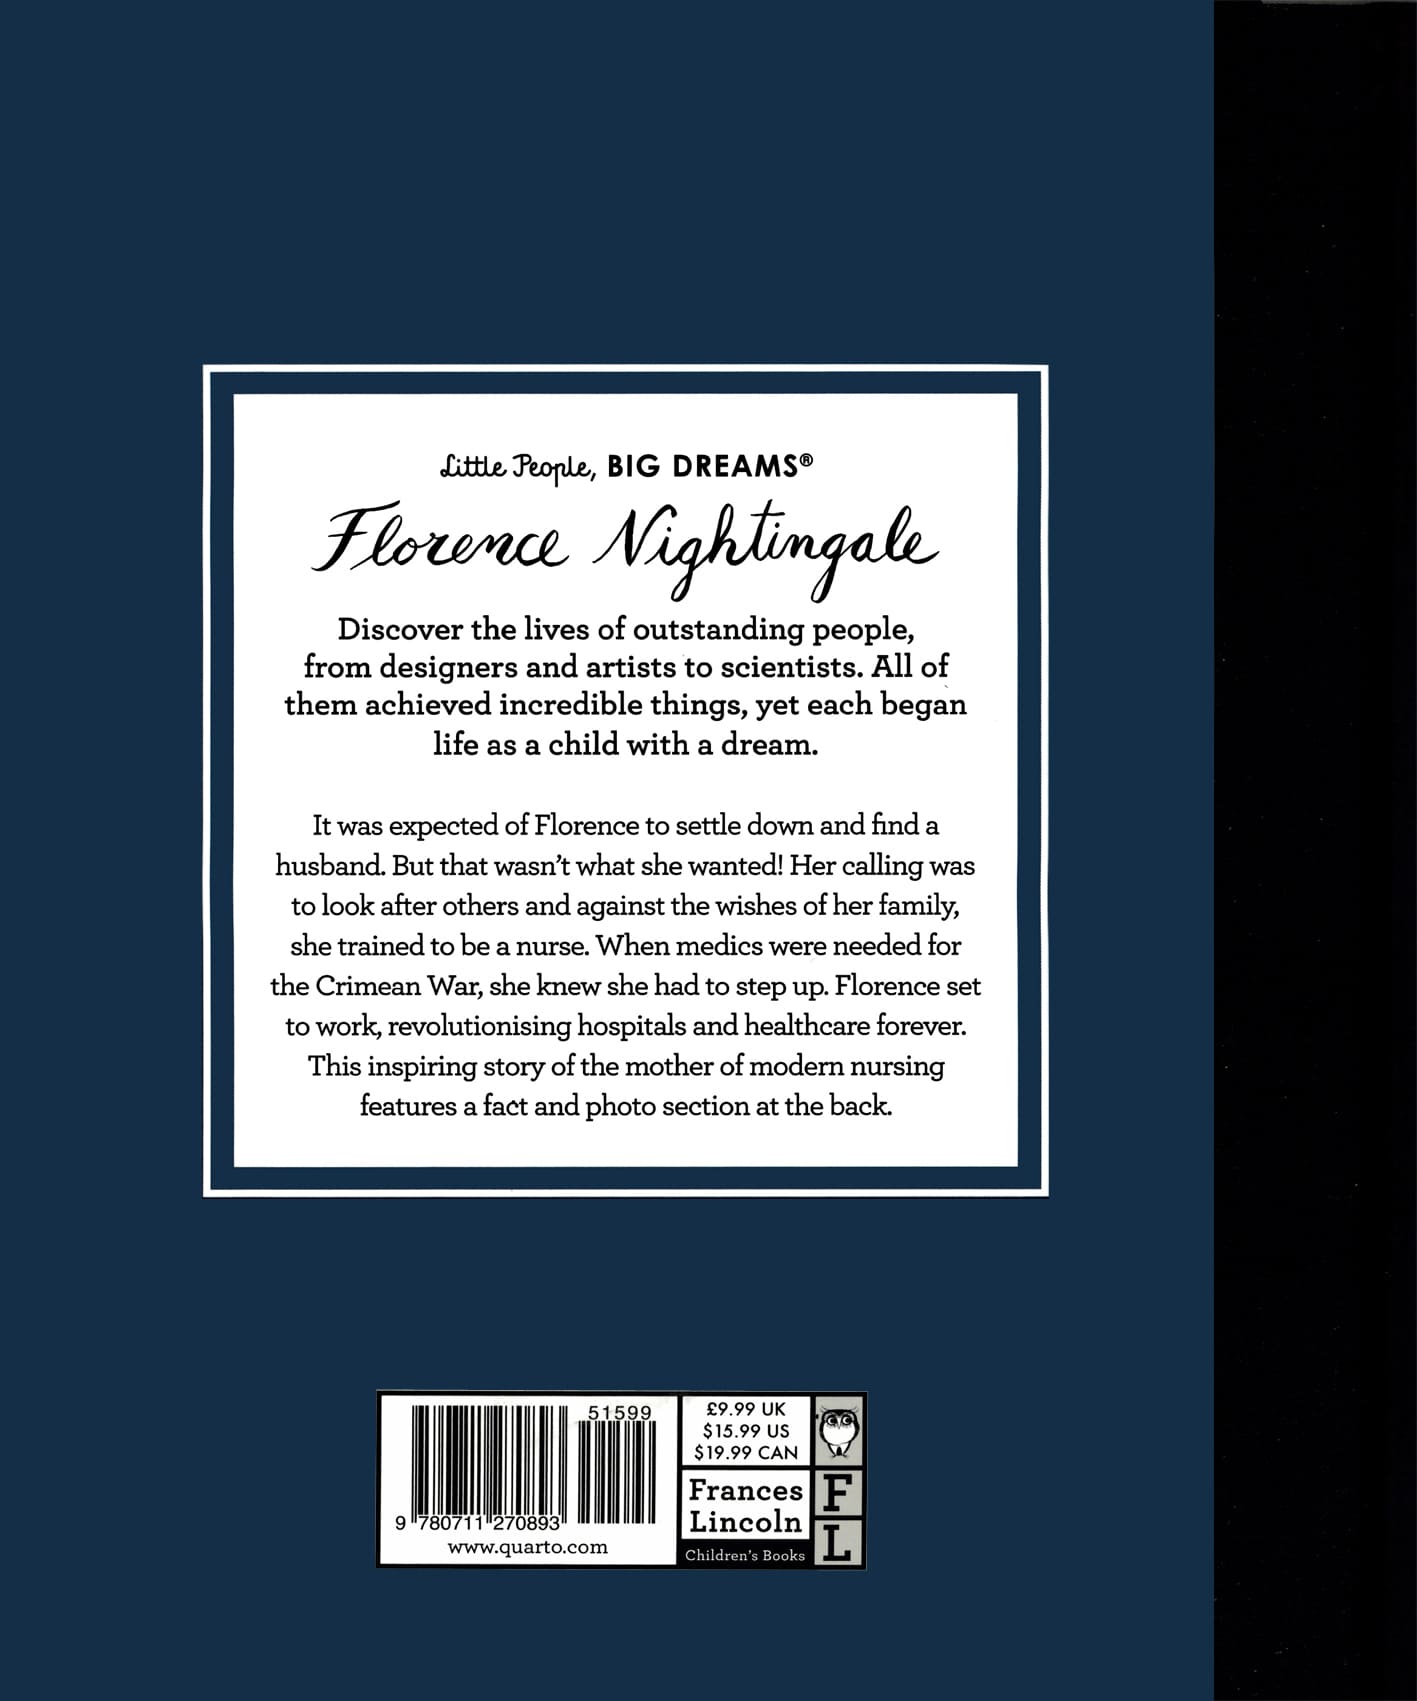 Little People, BIG DREAMS®
Florence Nightingale
Discover the lives of outstanding people,
from designers and artists to scientists. All of
them achieved incredible things, yet each began
life as a child with a dream.
It was expected of Florence to settle down and find a
husband. But that wasn't what she wanted! Her calling was
to look after others and against the wishes of her family,
she trained to be a nurse. When medics were needed for
the Crimean War, she knew she had to step up. Florence set
to work, revolutionising hospitals and healthcare forever.
This inspiring story of the mother of modern nursing
features a fact and photo section at the back.
51599
9 780711 270893
www.quarto.com
£9.99 UK
$15.99 US
$19.99 CAN
Frances
Lincoln
Children's Books
F
L